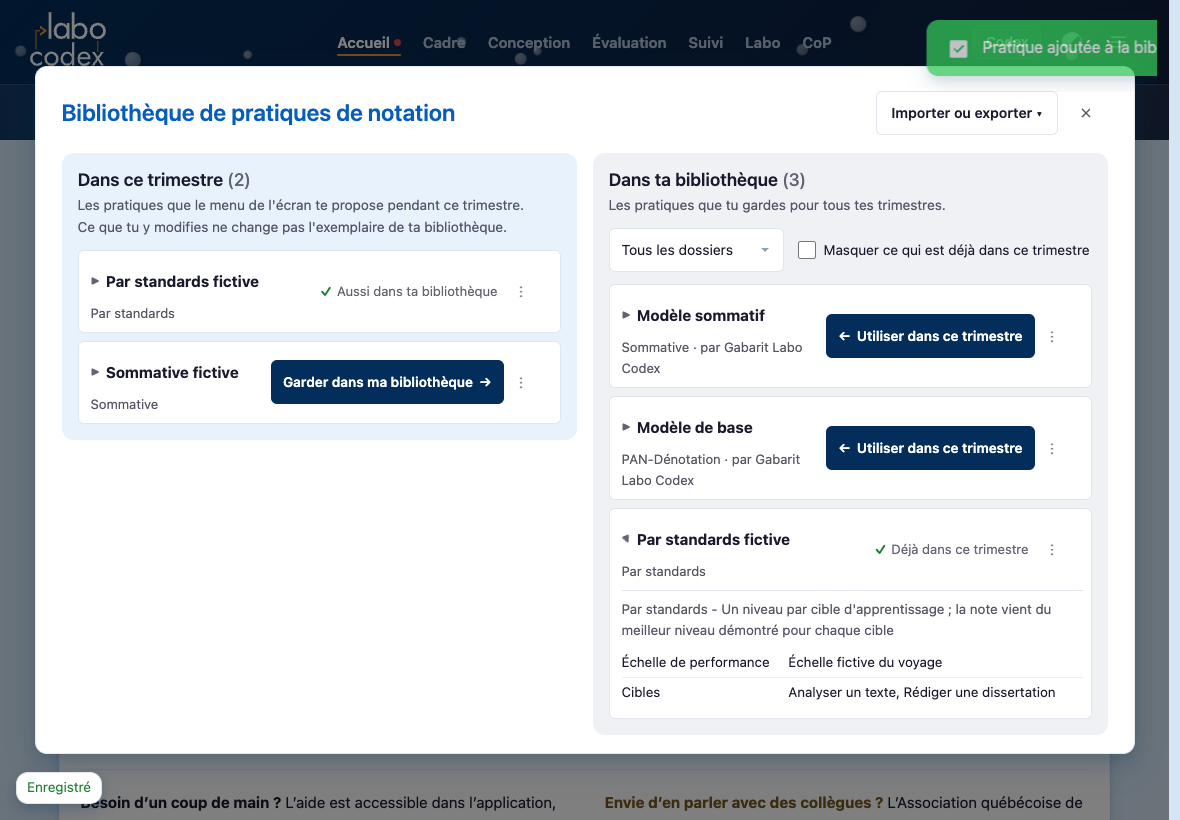 labo
codex
Accueil
Cadre
Conception
Évaluation
Suivi
Labo
CoP
Codex
Pratique ajoutée à la bib
Bibliothèque de pratiques de notation
Importer ou exporter ▾
×
Dans ce trimestre (2)
Les pratiques que le menu de l'écran te propose pendant ce trimestre.
Ce que tu y modifies ne change pas l'exemplaire de ta bibliothèque.
Par standards fictive
✓ Aussi dans ta bibliothèque
Par standards
Sommative fictive
Garder dans ma bibliothèque →
Sommative
Dans ta bibliothèque (3)
Les pratiques que tu gardes pour tous tes trimestres.
Tous les dossiers
Masquer ce qui est déjà dans ce trimestre
Modèle sommatif
Sommative · par Gabarit Labo
Codex
← Utiliser dans ce trimestre
Modèle de base
PAN-Dénotation · par Gabarit
Labo Codex
← Utiliser dans ce trimestre
Par standards fictive
✓ Déjà dans ce trimestre
Par standards
Par standards - Un niveau par cible d'apprentissage ; la note vient du
meilleur niveau démontré pour chaque cible
Échelle de performance Échelle fictive du voyage
Cibles Analyser un texte, Rédiger une dissertation
Enregistré
Besoin d’un coup de main ? L’aide est accessible dans l’application,
Envie d’en parler avec des collègues ? L’Association québécoise de